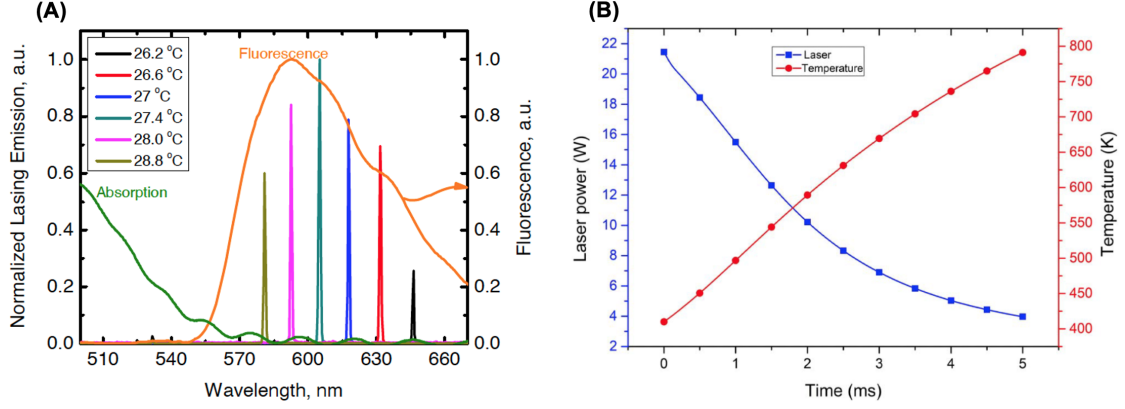 (A)
Normalized Lasing Emission, a.u.
1.0
0.8
0.6
0.4
0.2
0.0
26.2 °C
26.6 °C
27 °C
27.4 °C
28.0 °C
28.8 °C
Fluorescence
Absorption
1.0
0.8
0.6
0.4
0.2
0.0
Fluorescence, a.u.
510 540 570 600 630 660
Wavelength, nm
(B)
Laser power (W)
22
20
18
16
14
12
10
8
6
4
2
Laser
Temperature
800
750
700
650
600
550
500
450
400
Temperature (K)
0 1 2 3 4 5
Time (ms)